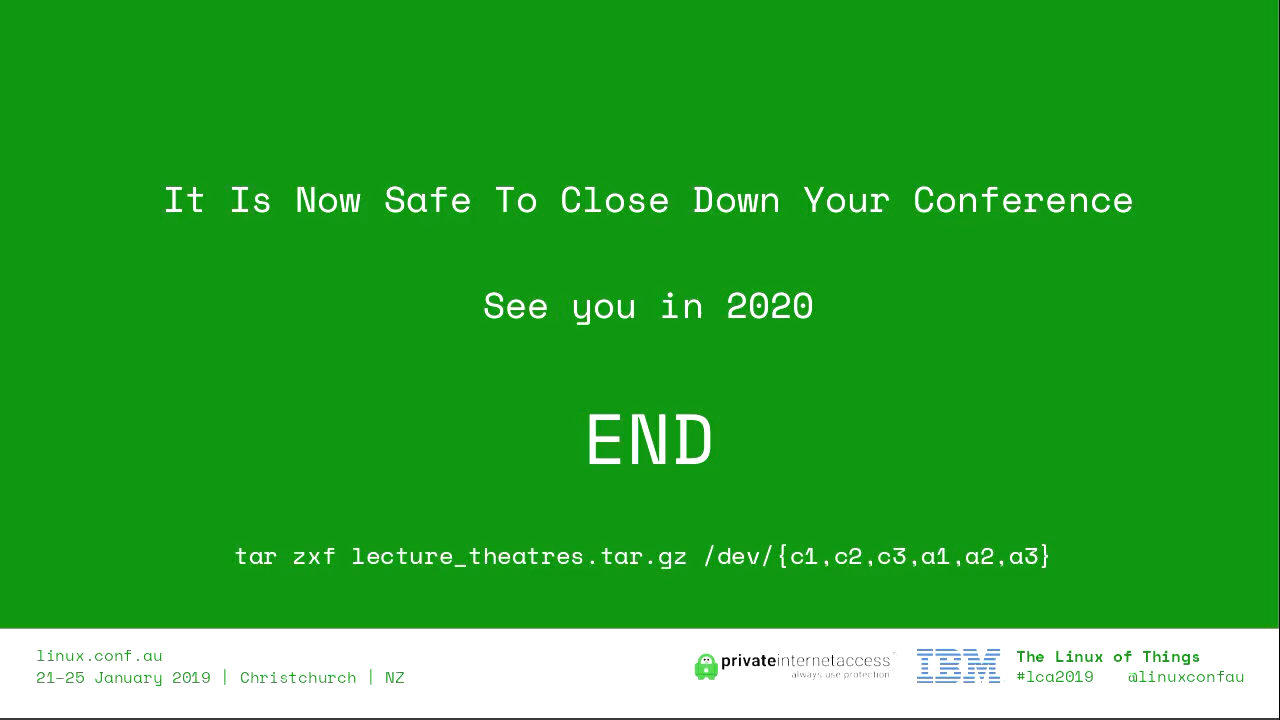 It Is Now Safe To Close Down Your Conference
See you in 2020
END
tar zxf lecture_theatres.tar.gz /dev/{c1,c2,c3,a1,a2,a3}
linux.conf.au
21–25 January 2019 | Christchurch | NZ
privateinternetaccess
always use protection
IBM
The Linux of Things
#lca2019 @linuxconfau